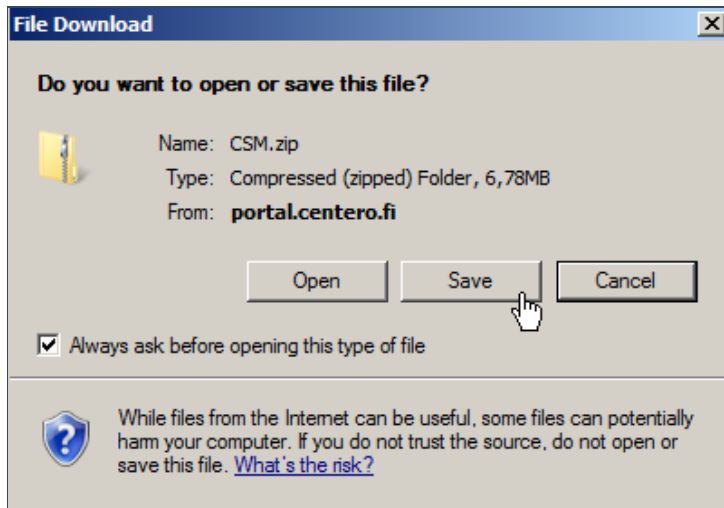 File Download
Do you want to open or save this file?
Name: CSM.zip
Type: Compressed (zipped) Folder, 6,78MB
From: portal.centero.fi
Open Save Cancel
Always ask before opening this type of file
While files from the Internet can be useful, some files can potentially
harm your computer. If you do not trust the source, do not open or
save this file. What's the risk?